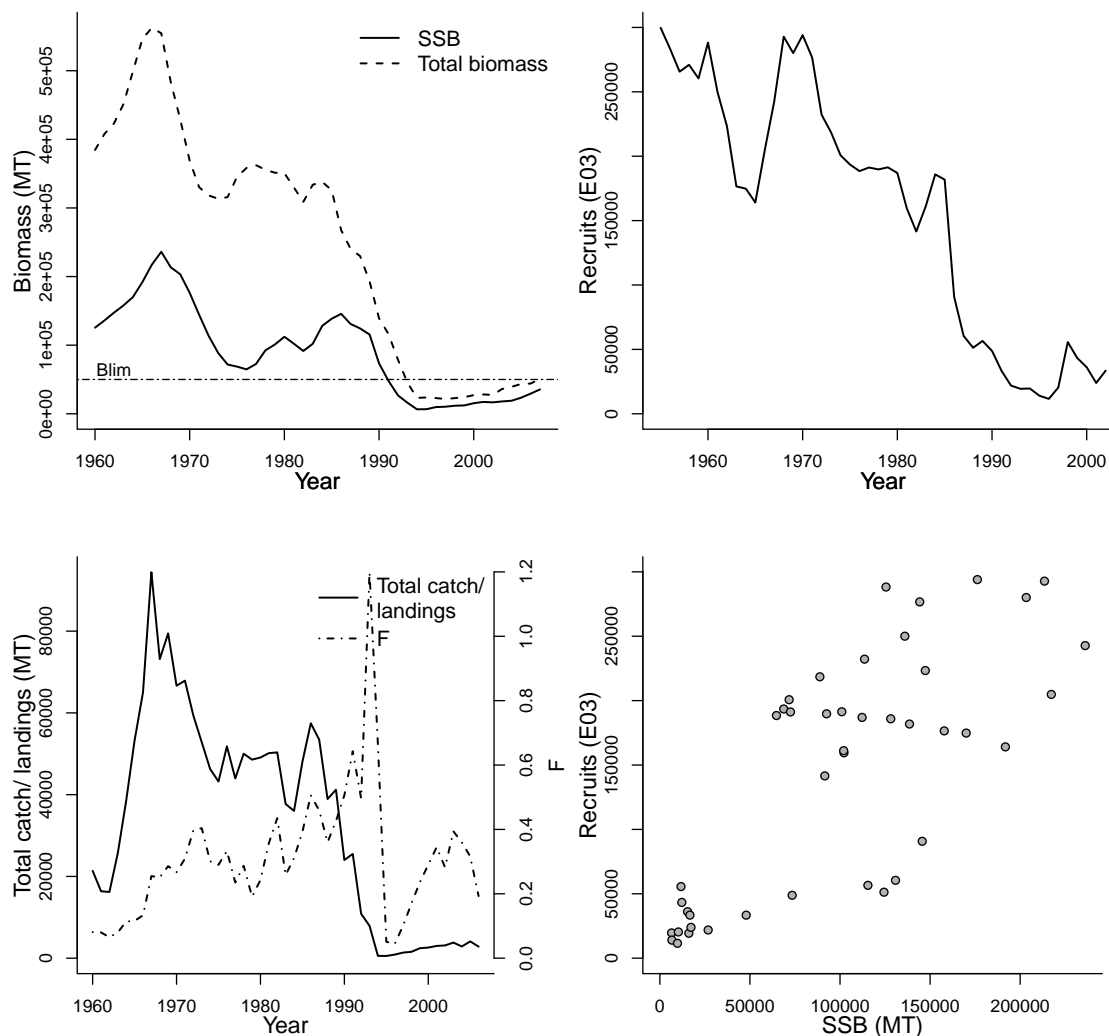 SSB
Total biomass
5e+05
4e+05
3e+05
2e+05
1e+05
0e+00
Biomass (MT)
Blim
1960 1970 1980 1990 2000
Year
250000
150000
50000
0
Recruits (E03)
1960 1970 1980 1990 2000
Year
Total catch/
landings
F
80000
60000
40000
20000
0
Total catch/ landings (MT)
1.2
1.0
0.8
0.6
0.4
0.2
0.0
F
1960 1970 1980 1990 2000
Year
250000
150000
50000
0
Recruits (E03)
0 50000 100000 150000 200000
SSB (MT)